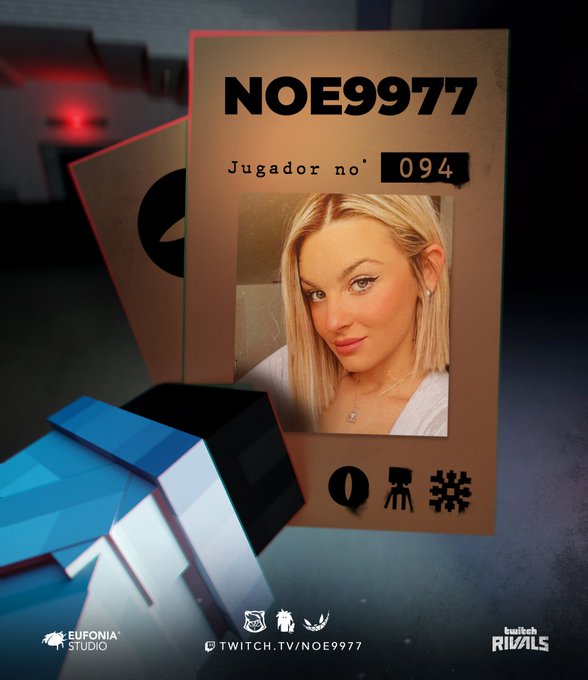 NOE9977
Jugador no° 094
EUFONIA®
STUDIO
TWITCH.TV/NOE9977
twitch
RIVALS